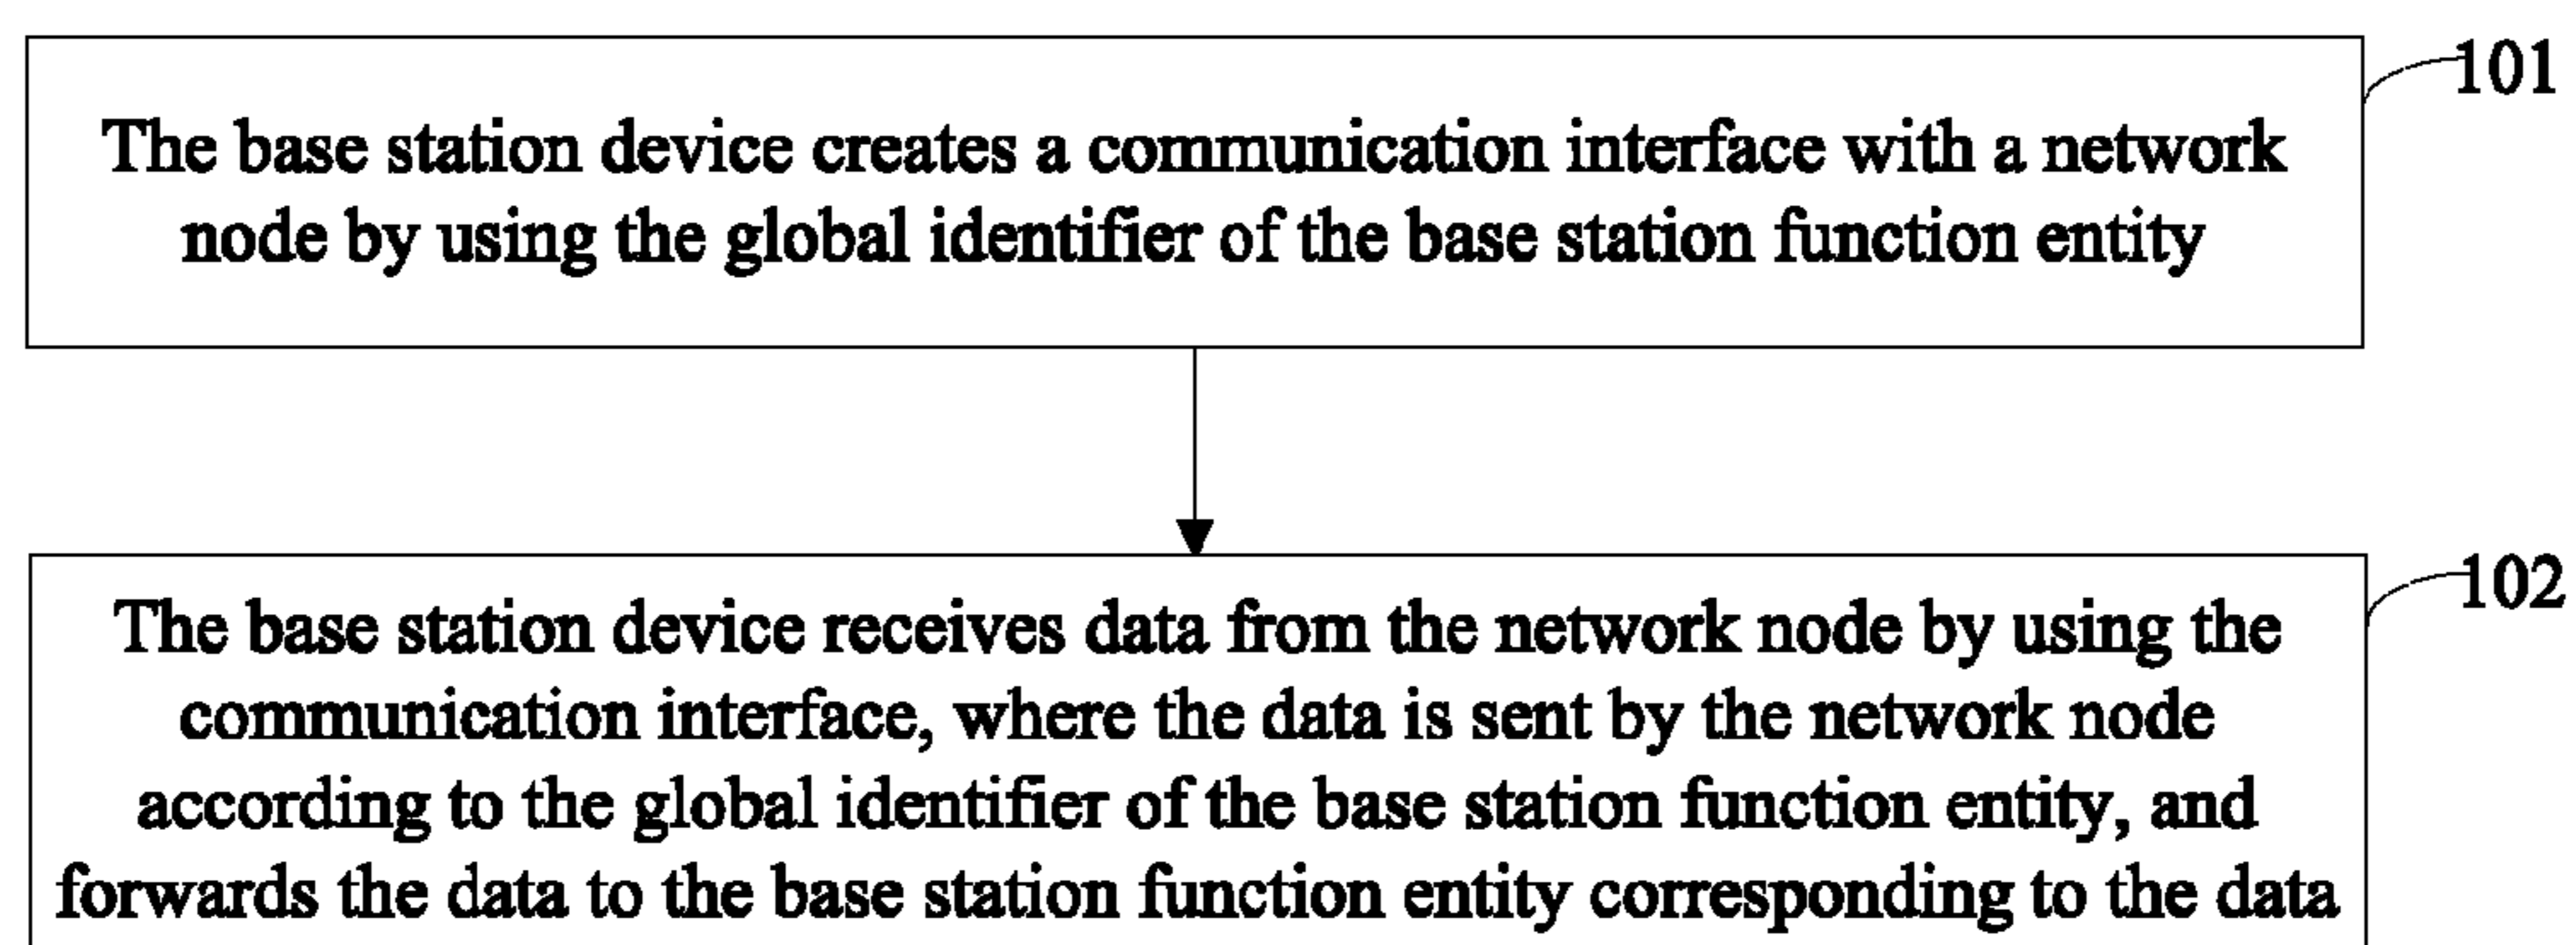 101
The base station device creates a communication interface with a network
node by using the global identifier of the base station function entity
102
The base station device receives data from the network node by using the
communication interface, where the data is sent by the network node
according to the global identifier of the base station function entity, and
forwards the data to the base station function entity corresponding to the data